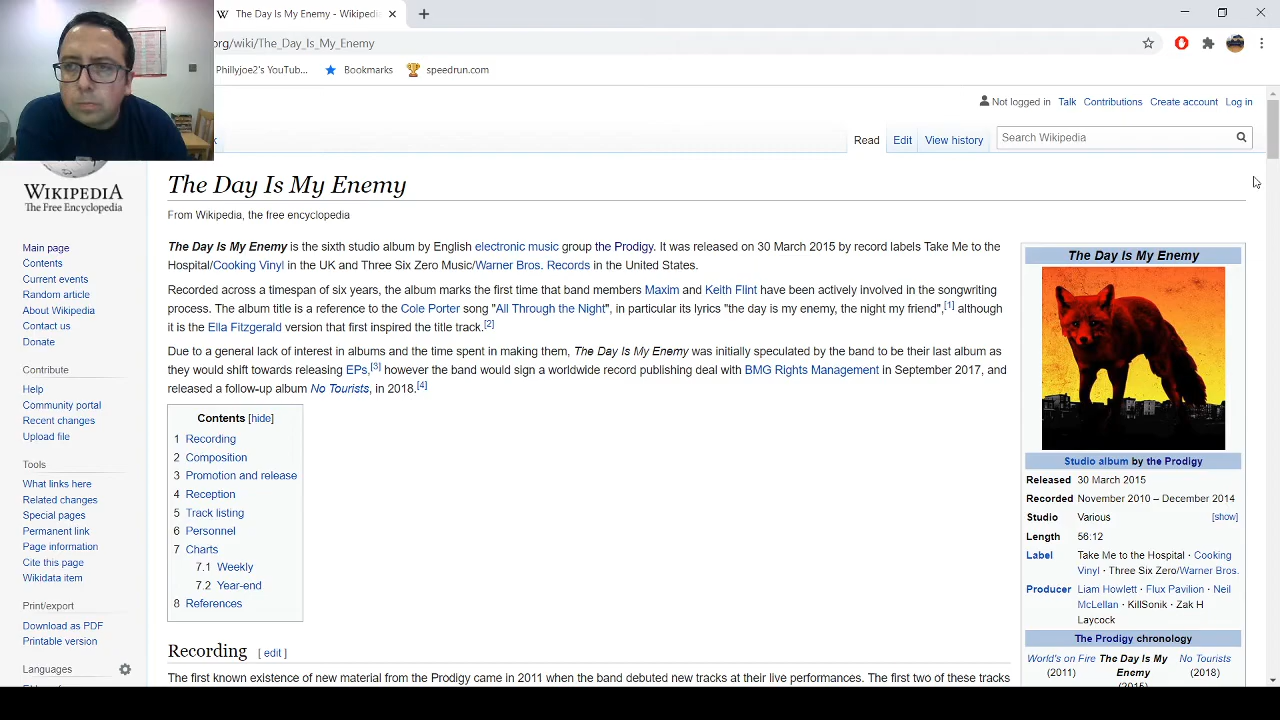 The Day Is My Enemy - Wikipedi
org/wiki/The_Day_Is_My_Enemy
Phillyjoe2's YouTub... Bookmarks speedrun.com
Not logged in Talk Contributions Create account Log in
Read Edit View history Search Wikipedia
WIKIPEDIA
The Free Encyclopedia
Main page
Contents
Current events
Random article
About Wikipedia
Contact us
Donate
Contribute
Help
Community portal
Recent changes
Upload file
Tools
What links here
Related changes
Special pages
Permanent link
Page information
Cite this page
Wikidata item
Print/export
Download as PDF
Printable version
Languages
The Day Is My Enemy
From Wikipedia, the free encyclopedia
The Day Is My Enemy is the sixth studio album by English electronic music group the Prodigy. It was released on 30 March 2015 by record labels Take Me to the
Hospital/Cooking Vinyl in the UK and Three Six Zero Music/Warner Bros. Records in the United States.
Recorded across a timespan of six years, the album marks the first time that band members Maxim and Keith Flint have been actively involved in the songwriting
process. The album title is a reference to the Cole Porter song "All Through the Night", in particular its lyrics "the day is my enemy, the night my friend",[1] although
it is the Ella Fitzgerald version that first inspired the title track.[2]
Due to a general lack of interest in albums and the time spent in making them, The Day Is My Enemy was initially speculated by the band to be their last album as
they would shift towards releasing EPs,[3] however the band would sign a worldwide record publishing deal with BMG Rights Management in September 2017, and
released a follow-up album No Tourists, in 2018.[4]
Contents [hide]
1 Recording
2 Composition
3 Promotion and release
4 Reception
5 Track listing
6 Personnel
7 Charts
7.1 Weekly
7.2 Year-end
8 References
Recording [ edit ]
The first known existence of new material from the Prodigy came in 2011 when the band debuted new tracks at their live performances. The first two of these tracks
The Day Is My Enemy
Studio album by the Prodigy
Released 30 March 2015
Recorded November 2010 – December 2014
Studio Various [show]
Length 56:12
Label Take Me to the Hospital · Cooking
Vinyl · Three Six Zero/Warner Bros.
Producer Liam Howlett · Flux Pavilion · Neil
McLellan · KillSonik · Zak H
Laycock
The Prodigy chronology
World's on Fire The Day Is My No Tourists
(2011) Enemy (2018)
(2015)